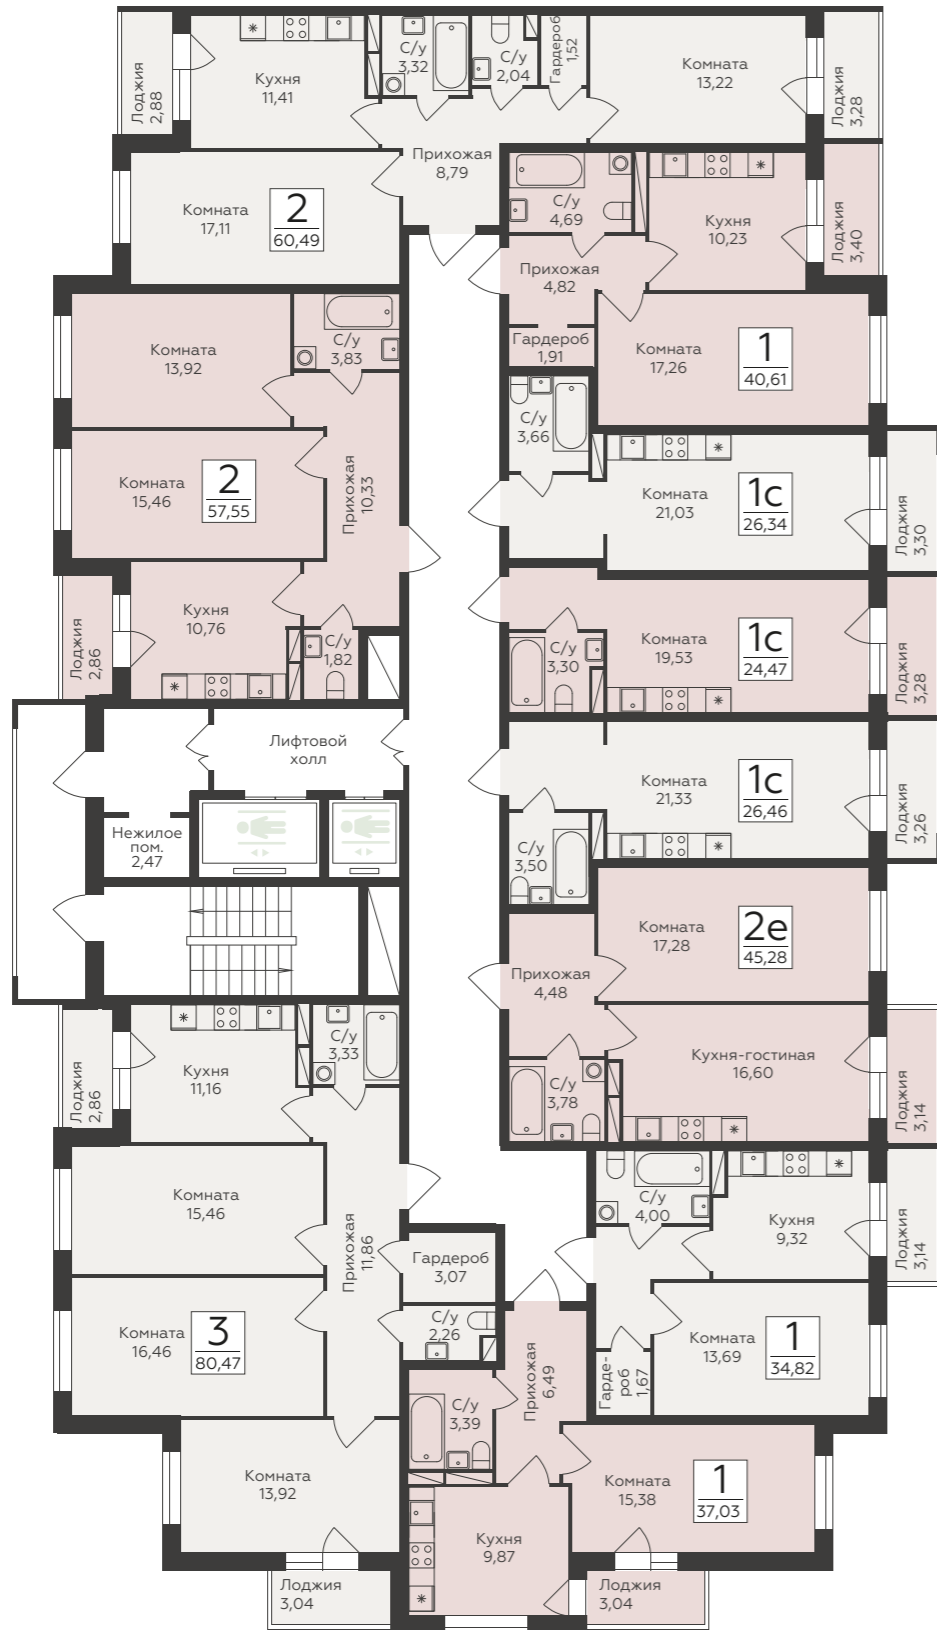 Лоджия
2,88
Кухня
11,41
С/у
3,32
С/у
2,04
Гардероб
1,52
Комната
13,22
Лоджия
3,28
Прихожая
8,79
Комната
17,11
2
60,49
С/у
4,69
Кухня
10,23
Лоджия
3,40
Прихожая
4,82
Гардероб
1,91
Комната
17,26
1
40,61
Комната
13,92
С/у
3,83
Комната
15,46
2
57,55
Прихожая
10,33
С/у
3,66
Комната
21,03
1с
26,34
Лоджия
3,30
Кухня
10,76
С/у
1,82
Лоджия
2,86
С/у
3,30
Комната
19,53
1с
24,47
Лоджия
3,28
Лифтовой
холл
Нежилое
пом.
2,47
Комната
21,33
1с
26,46
С/у
3,50
Лоджия
3,26
Комната
17,28
2е
45,28
Прихожая
4,48
Кухня-гостиная
16,60
С/у
3,78
Лоджия
3,14
Кухня
11,16
С/у
3,33
Лоджия
2,86
Комната
15,46
Прихожая
11,86
Гардероб
3,07
С/у
2,26
Комната
16,46
3
80,47
Комната
13,92
Лоджия
3,04
С/у
4,00
Кухня
9,32
Лоджия
3,14
Комната
13,69
1
34,82
Гарде-
роб
1,67
Прихожая
6,49
С/у
3,39
Комната
15,38
1
37,03
Кухня
9,87
Лоджия
3,04